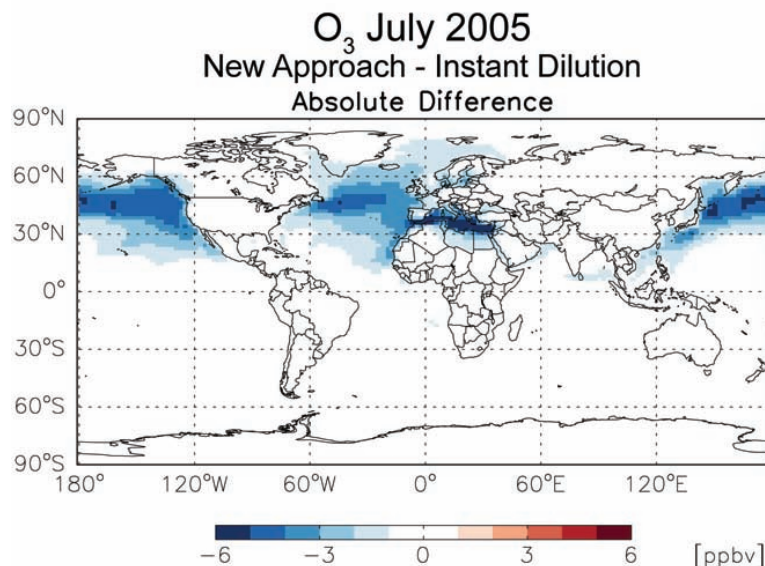 O₃ July 2005
New Approach - Instant Dilution
Absolute Difference
90°N
60°N
30°N
0°
30°S
60°S
90°S
180° 120°W 60°W 0° 60°E 120°E
-6 -3 0 3 6
[ppbv]